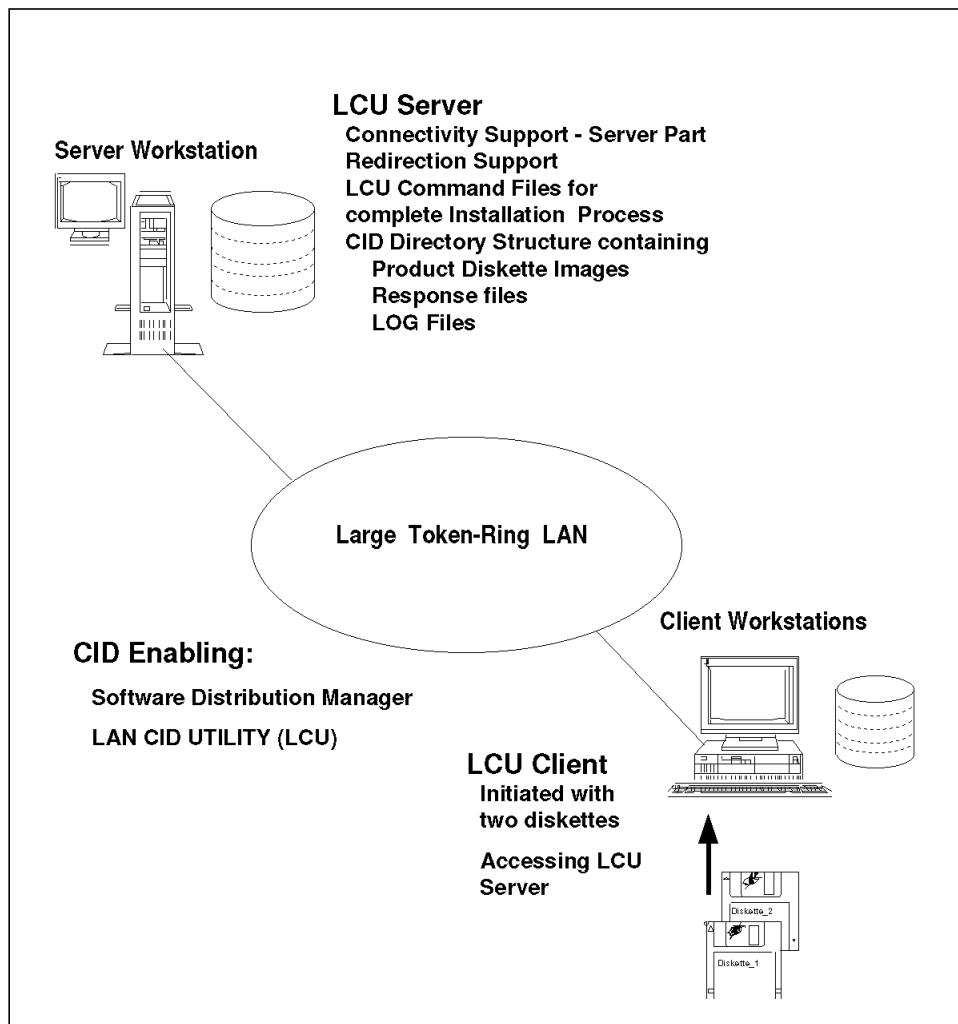 LCU Server
Connectivity Support - Server Part
Redirection Support
LCU Command Files for
complete Installation Process
CID Directory Structure containing
Product Diskette Images
Response files
LOG Files
Server Workstation
Large Token-Ring LAN
Client Workstations
CID Enabling:
Software Distribution Manager
LAN CID UTILITY (LCU)
LCU Client
Initiated with
two diskettes
Accessing LCU
Server
Diskette_2
Diskette_1